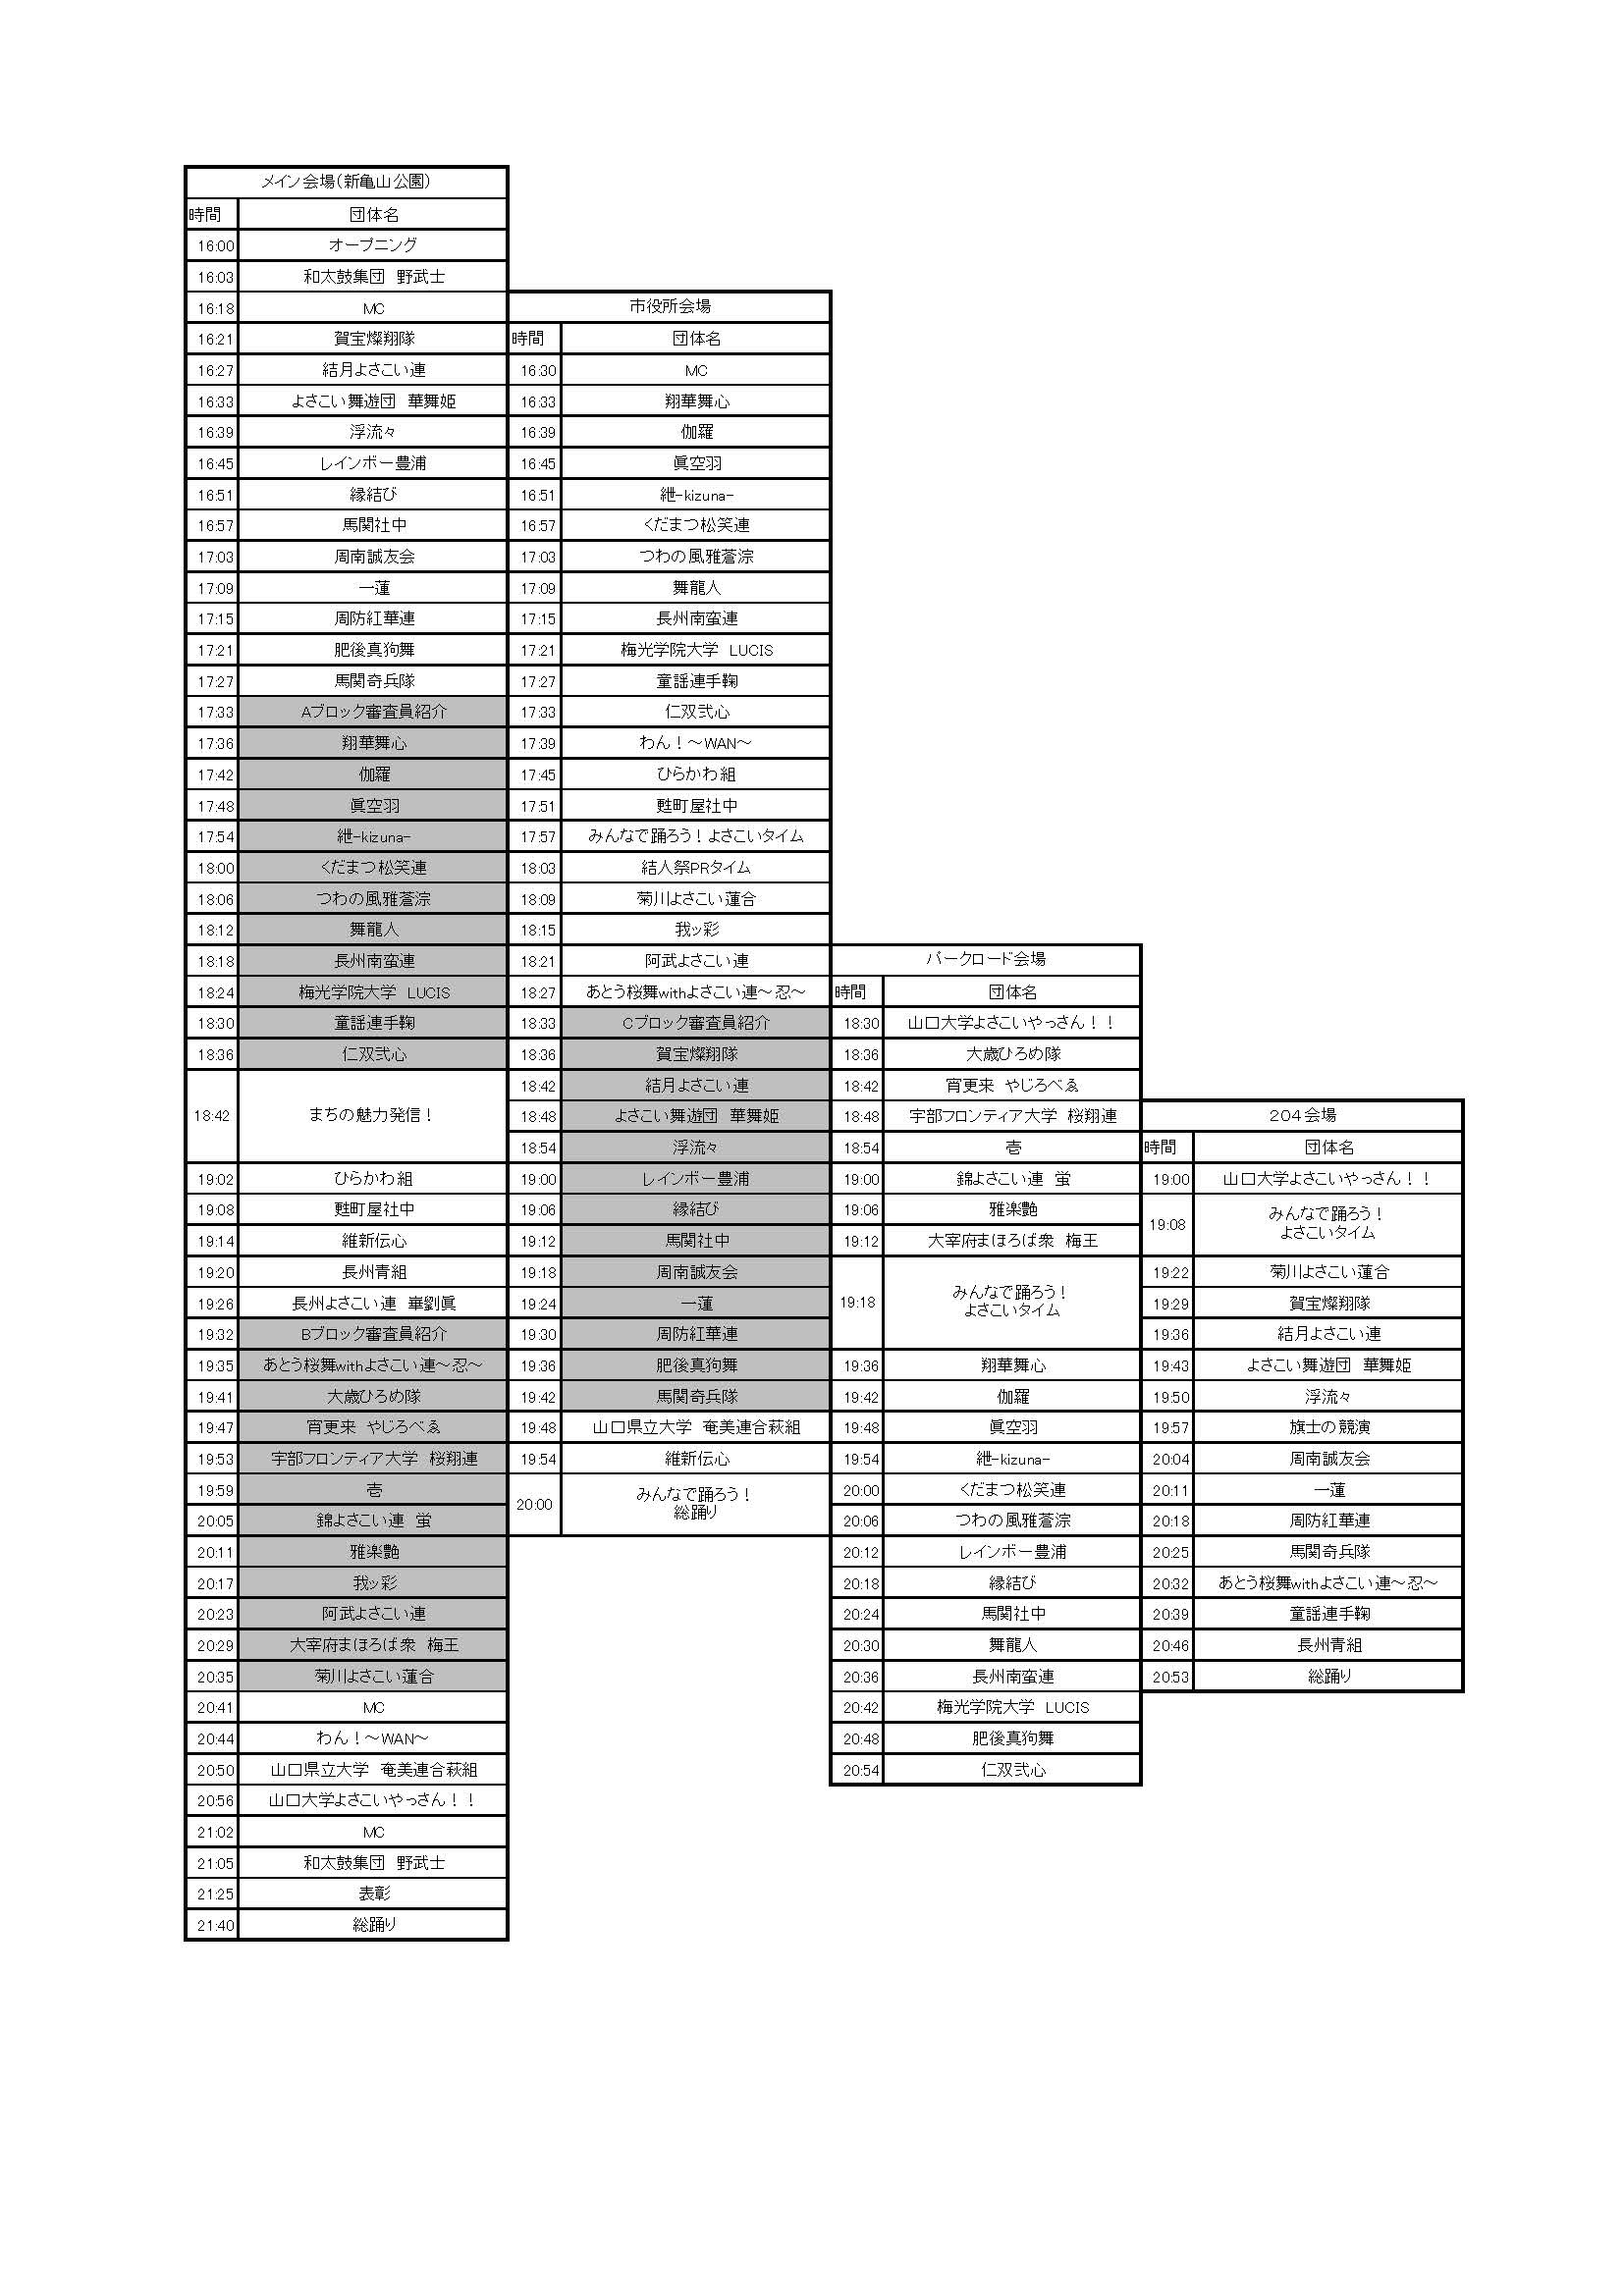 メイン会場(新亀山公園)
時間 団体名
16:00 オープニング
16:03 和太鼓集団 野武士
16:18 MC
16:21 賀宝燦翔隊
16:27 結月よさこい連
16:33 よさこい舞遊団 華舞姫
16:39 浮流々
16:45 レインボー豊浦
16:51 縁結び
16:57 馬関社中
17:03 周南誠友会
17:09 一蓮
17:15 周防紅華連
17:21 肥後真狗舞
17:27 馬関奇兵隊
17:33 Aブロック審査員紹介
17:36 翔華舞心
17:42 伽羅
17:48 眞空羽
17:54 紲-kizuna-
18:00 くだまつ松笑連
18:06 つわの風雅蒼淙
18:12 舞龍人
18:18 長州南蛮連
18:24 梅光学院大学 LUCIS
18:30 童謡連手鞠
18:36 仁双弐心
18:42 まちの魅力発信!
19:02 ひらかわ組
19:08 甦町屋社中
19:14 維新伝心
19:20 長州青組
19:26 長州よさこい連 崋劉眞
19:32 Bブロック審査員紹介
19:35 あとう桜舞withよさこい連~忍~
19:41 大歳ひろめ隊
19:47 宵更来 やじろべゑ
19:53 宇部フロンティア大学 桜翔連
19:59 壱
20:05 錦よさこい連 蛍
20:11 雅楽艶
20:17 我ッ彩
20:23 阿武よさこい連
20:29 大宰府まほろば衆 梅王
20:35 菊川よさこい蓮合
20:41 MC
20:44 わん!~WAN~
20:50 山口県立大学 奄美連合萩組
20:56 山口大学よさこいやっさん!!
21:02 MC
21:05 和太鼓集団 野武士
21:25 表彰
21:40 総踊り
市役所会場
時間 団体名
16:30 MC
16:33 翔華舞心
16:39 伽羅
16:45 眞空羽
16:51 紲-kizuna-
16:57 くだまつ松笑連
17:03 つわの風雅蒼淙
17:09 舞龍人
17:15 長州南蛮連
17:21 梅光学院大学 LUCIS
17:27 童謡連手鞠
17:33 仁双弐心
17:39 わん!~WAN~
17:45 ひらかわ組
17:51 甦町屋社中
17:57 みんなで踊ろう!よさこいタイム
18:03 結人祭PRタイム
18:09 菊川よさこい蓮合
18:15 我ッ彩
18:21 阿武よさこい連
18:27 あとう桜舞withよさこい連~忍~
18:33 Cブロック審査員紹介
18:36 賀宝燦翔隊
18:42 結月よさこい連
18:48 よさこい舞遊団 華舞姫
18:54 浮流々
19:00 レインボー豊浦
19:06 縁結び
19:12 馬関社中
19:18 周南誠友会
19:24 一蓮
19:30 周防紅華連
19:36 肥後真狗舞
19:42 馬関奇兵隊
19:48 山口県立大学 奄美連合萩組
19:54 維新伝心
20:00 みんなで踊ろう!
総踊り
パークロード会場
時間 団体名
18:30 山口大学よさこいやっさん!!
18:36 大歳ひろめ隊
18:42 宵更来 やじろべゑ
18:48 宇部フロンティア大学 桜翔連
18:54 壱
19:00 錦よさこい連 蛍
19:06 雅楽艶
19:12 大宰府まほろば衆 梅王
19:18 みんなで踊ろう!
よさこいタイム
19:36 翔華舞心
19:42 伽羅
19:48 眞空羽
19:54 紲-kizuna-
20:00 くだまつ松笑連
20:06 つわの風雅蒼淙
20:12 レインボー豊浦
20:18 縁結び
20:24 馬関社中
20:30 舞龍人
20:36 長州南蛮連
20:42 梅光学院大学 LUCIS
20:48 肥後真狗舞
20:54 仁双弐心
204会場
時間 団体名
19:00 山口大学よさこいやっさん!!
19:08 みんなで踊ろう!
よさこいタイム
19:22 菊川よさこい蓮合
19:29 賀宝燦翔隊
19:36 結月よさこい連
19:43 よさこい舞遊団 華舞姫
19:50 浮流々
19:57 旗士の競演
20:04 周南誠友会
20:11 一蓮
20:18 周防紅華連
20:25 馬関奇兵隊
20:32 あとう桜舞withよさこい連~忍~
20:39 童謡連手鞠
20:46 長州青組
20:53 総踊り